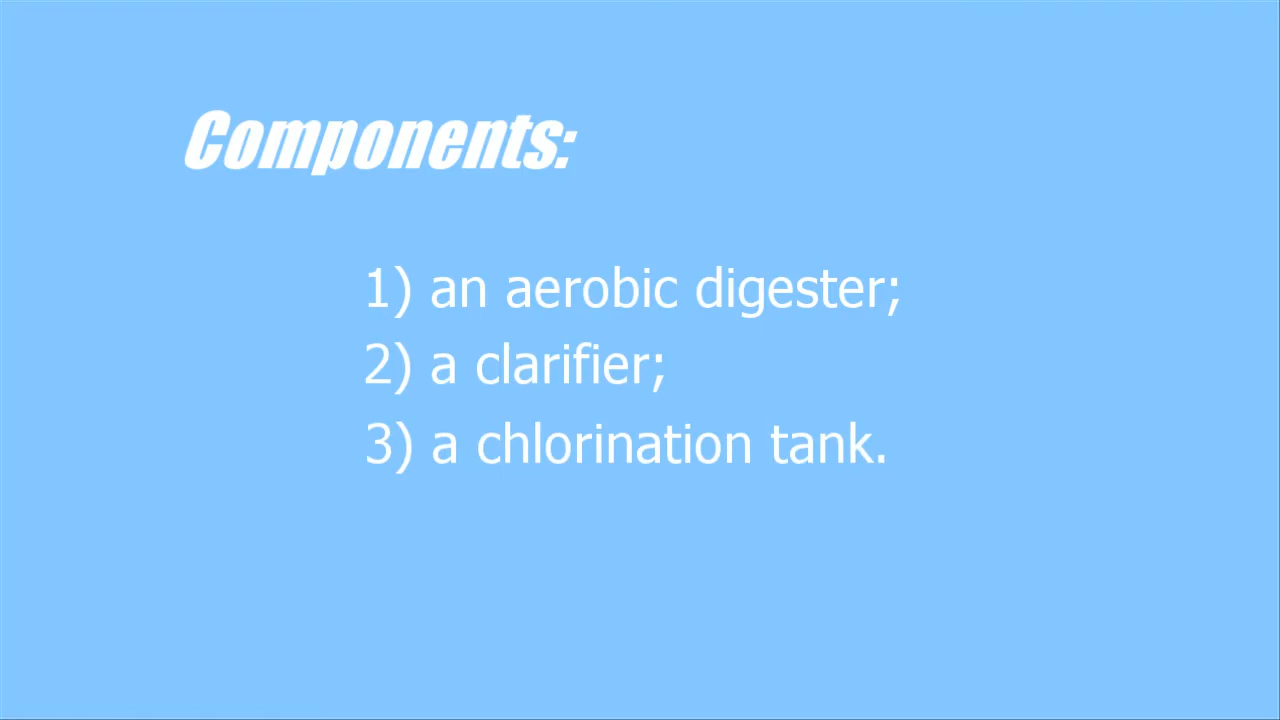 Components:
1) an aerobic digester;
2) a clarifier;
3) a chlorination tank.